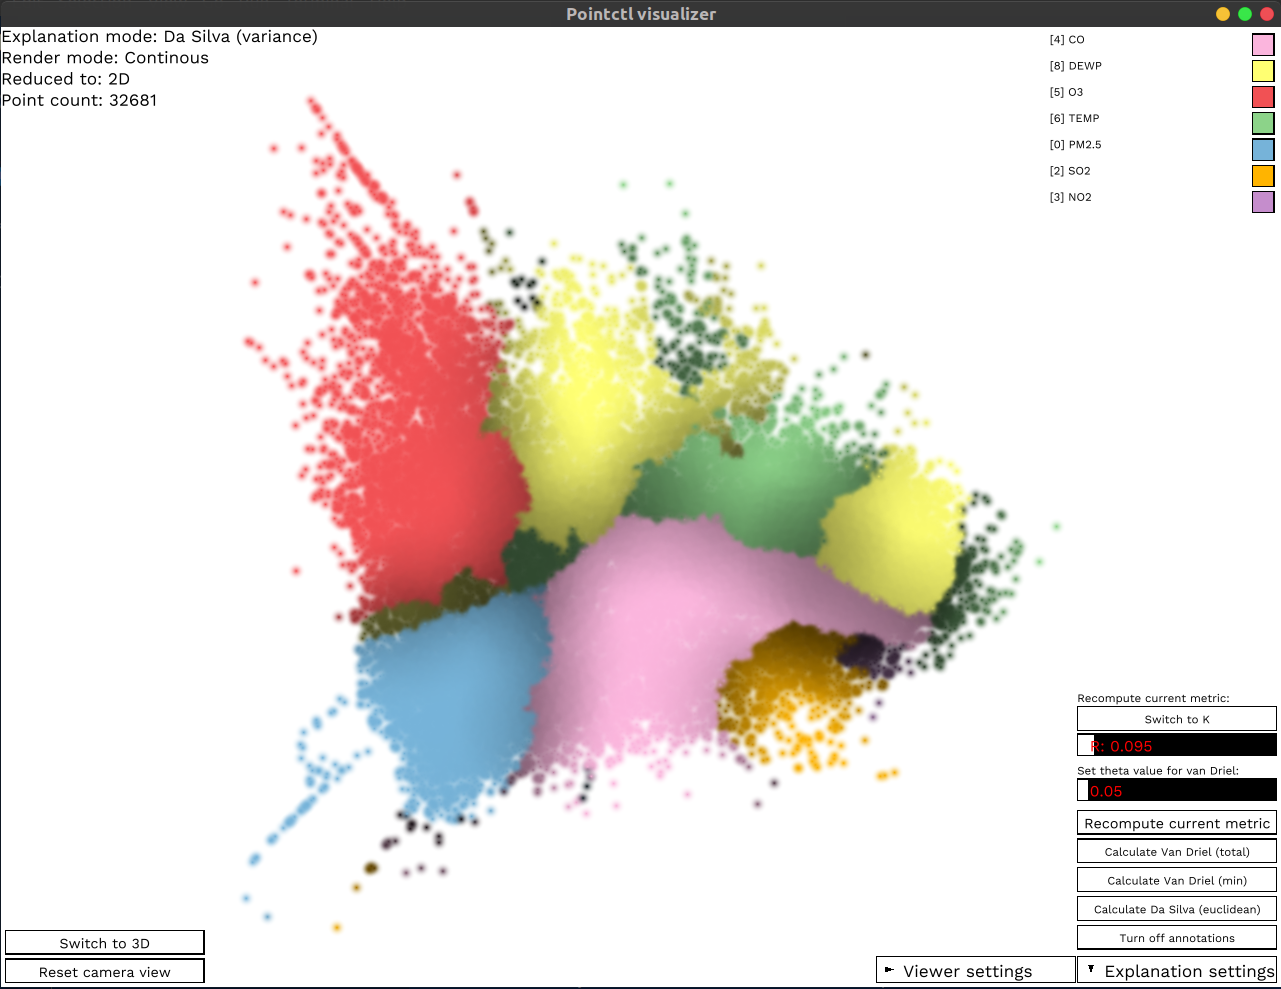 Pointctl visualizer
Explanation mode: Da Silva (variance)
Render mode: Continous
Reduced to: 2D
Point count: 32681
[4] CO
[8] DEWP
[5] O3
[6] TEMP
[0] PM2.5
[2] SO2
[3] NO2
Recompute current metric:
Switch to K
R: 0.095
Set theta value for van Driel:
0.05
Recompute current metric
Calculate Van Driel (total)
Calculate Van Driel (min)
Calculate Da Silva (euclidean)
Turn off annotations
Switch to 3D
Reset camera view
Viewer settings
Explanation settings